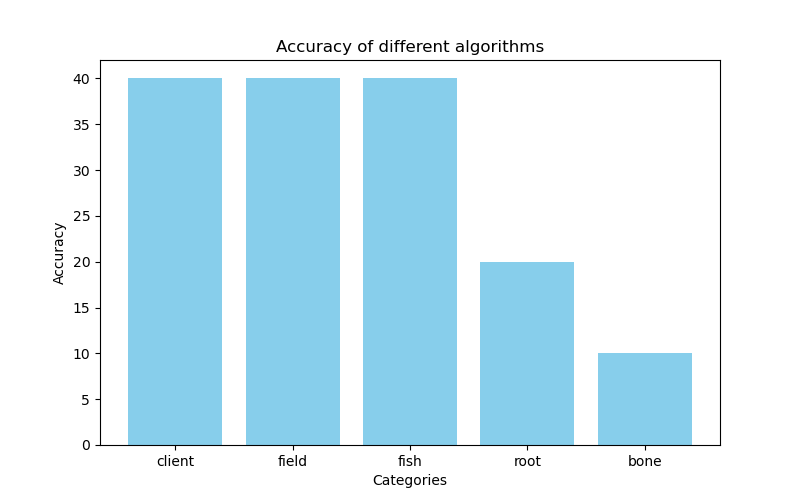 Accuracy of different algorithms
Accuracy
40
35
30
25
20
15
10
5
0
client field fish root bone
Categories